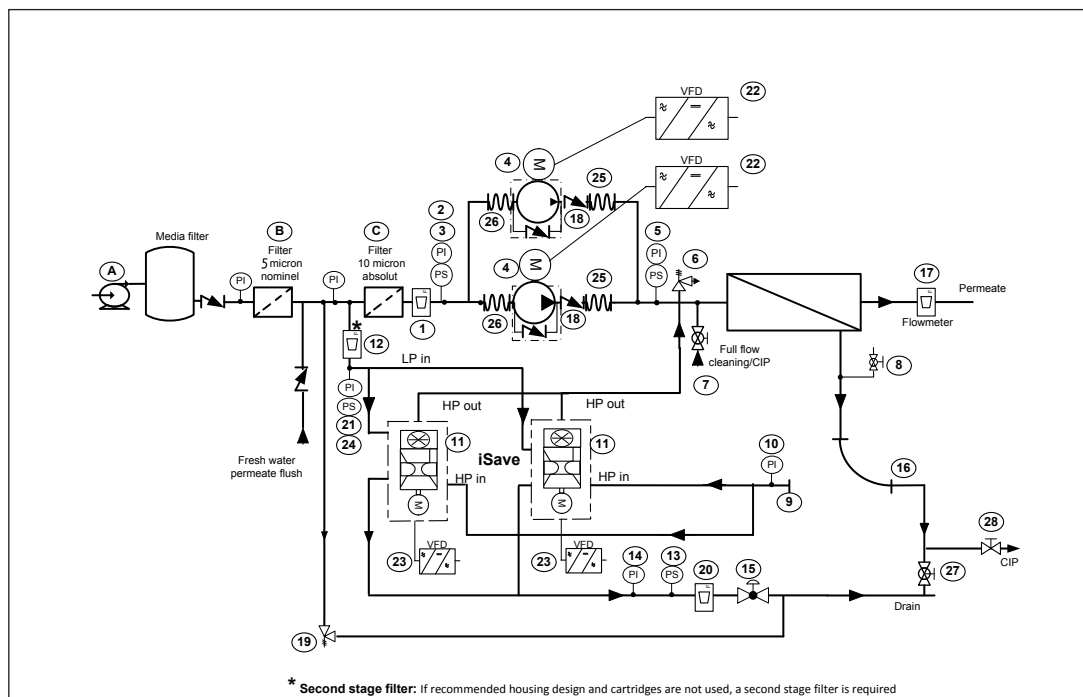 VFD
22
4
M
VFD
22
25
2
3
26
18
PI
PS
B
Filter
5 micron
nominel
C
Filter
10 micron
absolut
Media filter
A
PI
PI
F
1
4
M
25
26
18
5
PI
PS
6
17
F
Permeate
Flowmeter
*
F
12
LP in
PI
PS
21
24
Full flow
cleaning/CIP
7
8
HP out
HP out
Fresh water
permeate flush
11
iSave
11
HP in
HP in
M
M
10
PI
9
16
28
CIP
VFD
23
VFD
23
14
PI
13
PS
20
F
15
27
Drain
19
* Second stage filter: If recommended housing design and cartridges are not used, a second stage filter is required